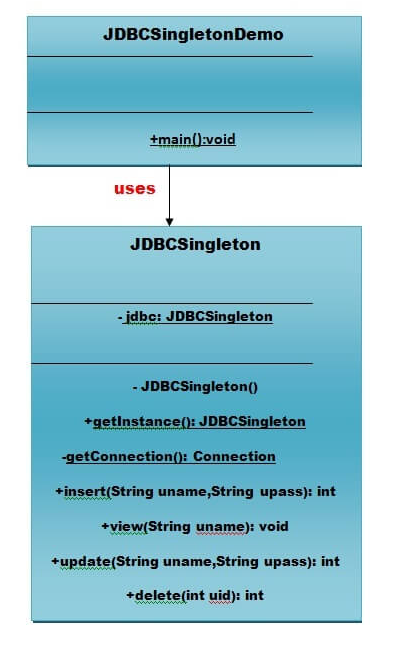 JDBCSingletonDemo
+main():void
uses
JDBCSingleton
- jdbc: JDBCSingleton
- JDBCSingleton()
+getInstance(): JDBCSingleton
-getConnection(): Connection
+insert(String uname,String upass): int
+view(String uname): void
+update(String uname,String upass): int
+delete(int uid): int